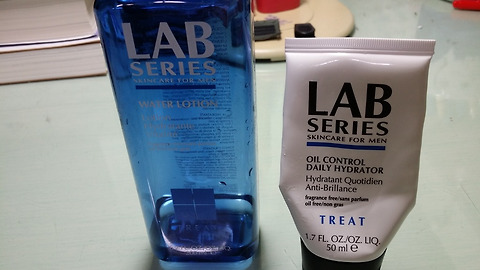 LAB
SERIES
SKINCARE FOR MEN
WATER LOTION
LAB
SERIES
SKINCARE FOR MEN
OIL CONTROL
DAILY HYDRATOR
Hydratant Quotidien
Anti-Brillance
fragrance free/sans parfum
oil free/non gras
TREAT
1.7 FL. OZ./OZ. LIQ.
50 ml e